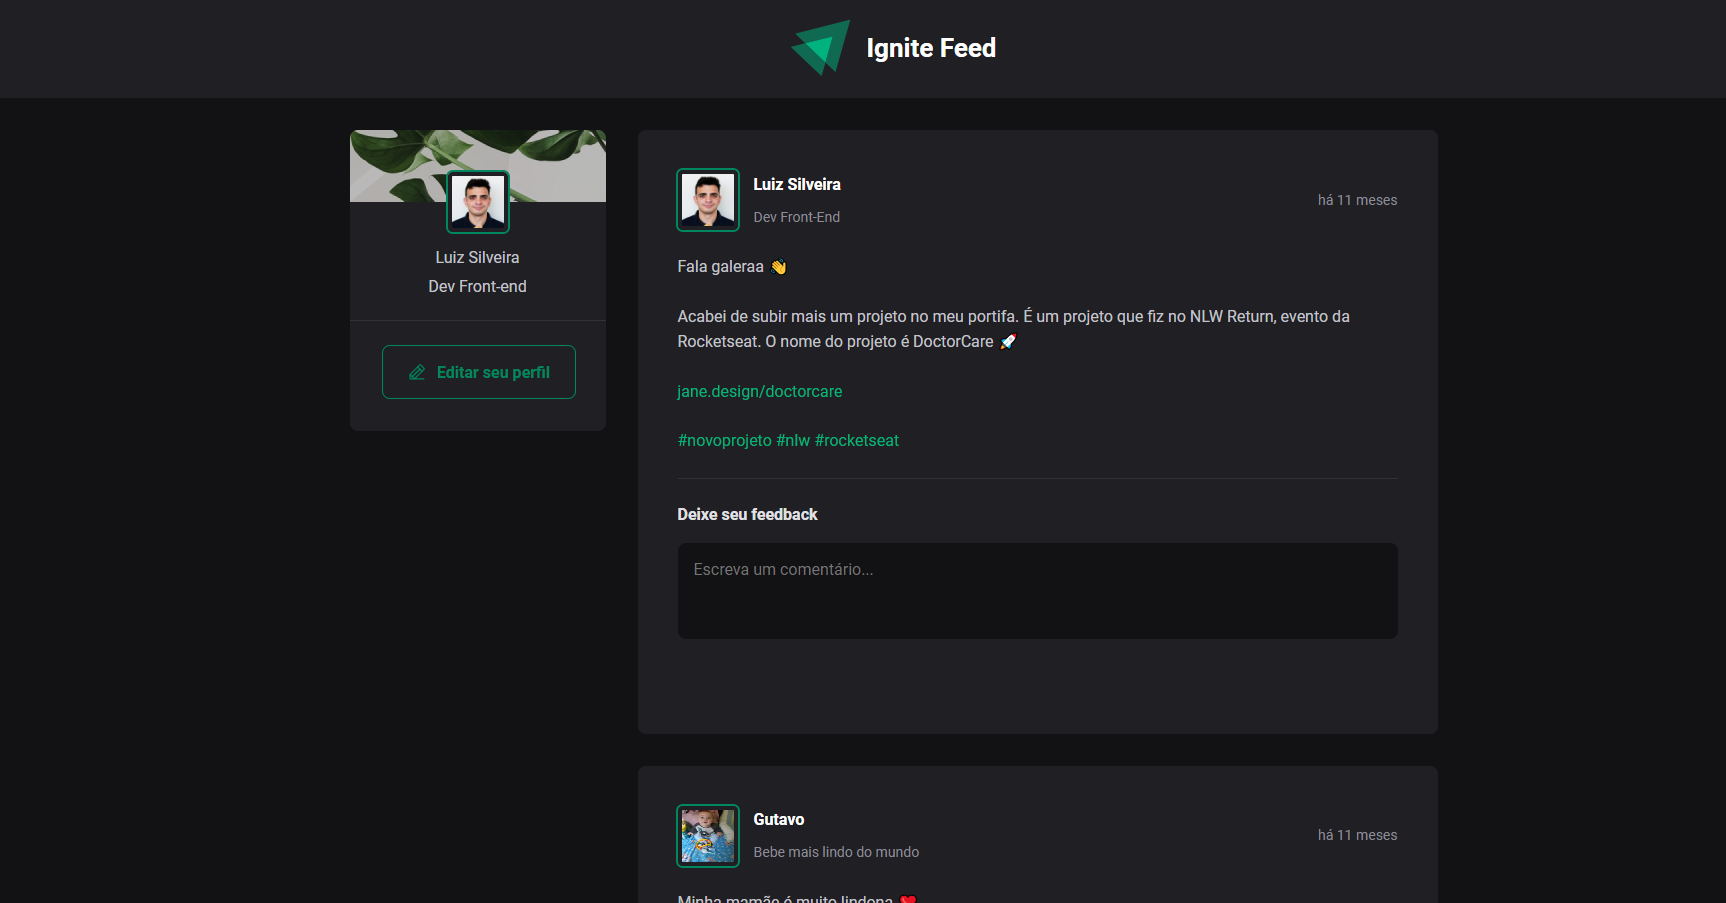 Ignite Feed
Luiz Silveira
Dev Front-end
Editar seu perfil
Luiz Silveira
Dev Front-End
há 11 meses
Fala galeraa 👋
Acabei de subir mais um projeto no meu portifa. É um projeto que fiz no NLW Return, evento da
Rocketseat. O nome do projeto é DoctorCare 🚀
jane.design/doctorcare
#novoprojeto #nlw #rocketseat
Deixe seu feedback
Escreva um comentário...
Gutavo
Bebe mais lindo do mundo
há 11 meses
Minha mamãe é muito lindona ❤️